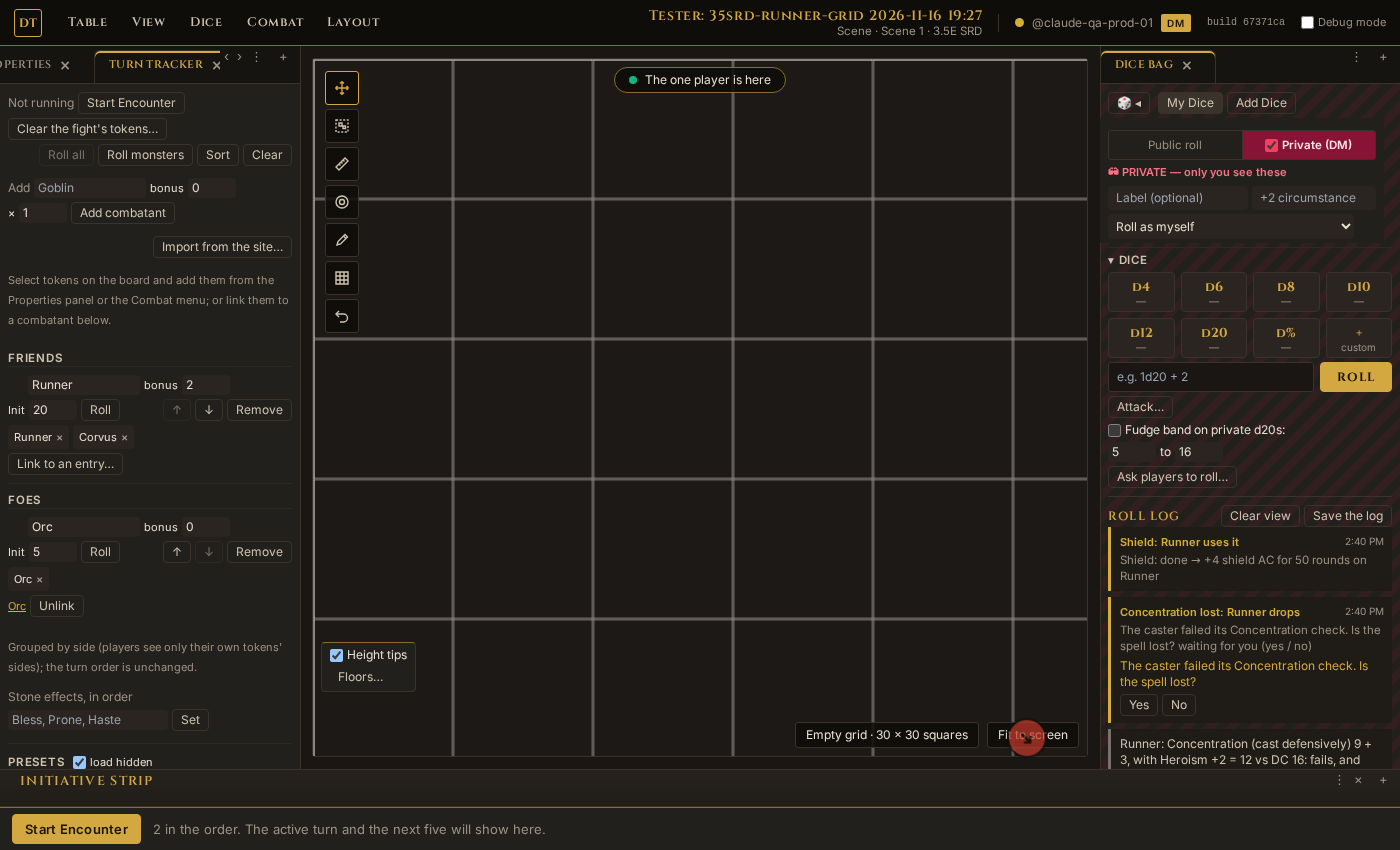 DT
TABLE VIEW DICE COMBAT LAYOUT
TESTER: 35SRD-RUNNER-GRID 2026-11-16 19:27
Scene · Scene 1 · 3.5E SRD
@claude-qa-prod-01 DM
build 67371ca
Debug mode
OPERTIES ×
TURN TRACKER ×
Not running Start Encounter
Clear the fight's tokens...
Roll all Roll monsters Sort Clear
Add Goblin bonus 0
× 1 Add combatant
Import from the site...
Select tokens on the board and add them from the
Properties panel or the Combat menu; or link them to
a combatant below.
FRIENDS
Runner bonus 2
Init 20 Roll ↑ ↓ Remove
Runner × Corvus ×
Link to an entry...
FOES
Orc bonus 0
Init 5 Roll ↑ ↓ Remove
Orc ×
Orc Unlink
Grouped by side (players see only their own tokens'
sides); the turn order is unchanged.
Stone effects, in order
Bless, Prone, Haste Set
PRESETS load hidden
The one player is here
Height tips
Floors...
Empty grid · 30 × 30 squares
Fit to screen
DICE BAG ×
My Dice Add Dice
Public roll Private (DM)
PRIVATE — only you see these
Label (optional) +2 circumstance
Roll as myself
▾ DICE
D4 D6 D8 D10
— — — —
D12 D20 D% +
— — — custom
e.g. 1d20 + 2 ROLL
Attack...
Fudge band on private d20s:
5 to 16
Ask players to roll...
ROLL LOG Clear view Save the log
Shield: Runner uses it 2:40 PM
Shield: done → +4 shield AC for 50 rounds on
Runner
Concentration lost: Runner drops 2:40 PM
The caster failed its Concentration check. Is the
spell lost? waiting for you (yes / no)
The caster failed its Concentration check. Is
the spell lost?
Yes No
Runner: Concentration (cast defensively) 9 +
3, with Heroism +2 = 12 vs DC 16: fails, and
INITIATIVE STRIP
Start Encounter 2 in the order. The active turn and the next five will show here.